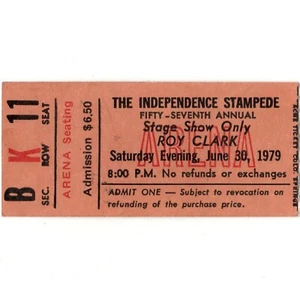 B K 11
SEC. ROW SEAT
ARENA Seating
Admission $6.50
THE INDEPENDENCE STAMPEDE
FIFTY-SEVENTH ANNUAL
Stage Show Only
ROY CLARK
ARENA
Saturday Evening, June 30, 1979
8:00 P.M. No refunds or exchanges
ADMIT ONE — Subject to revocation on
refunding of the purchase price.
COLO. SPRINGS